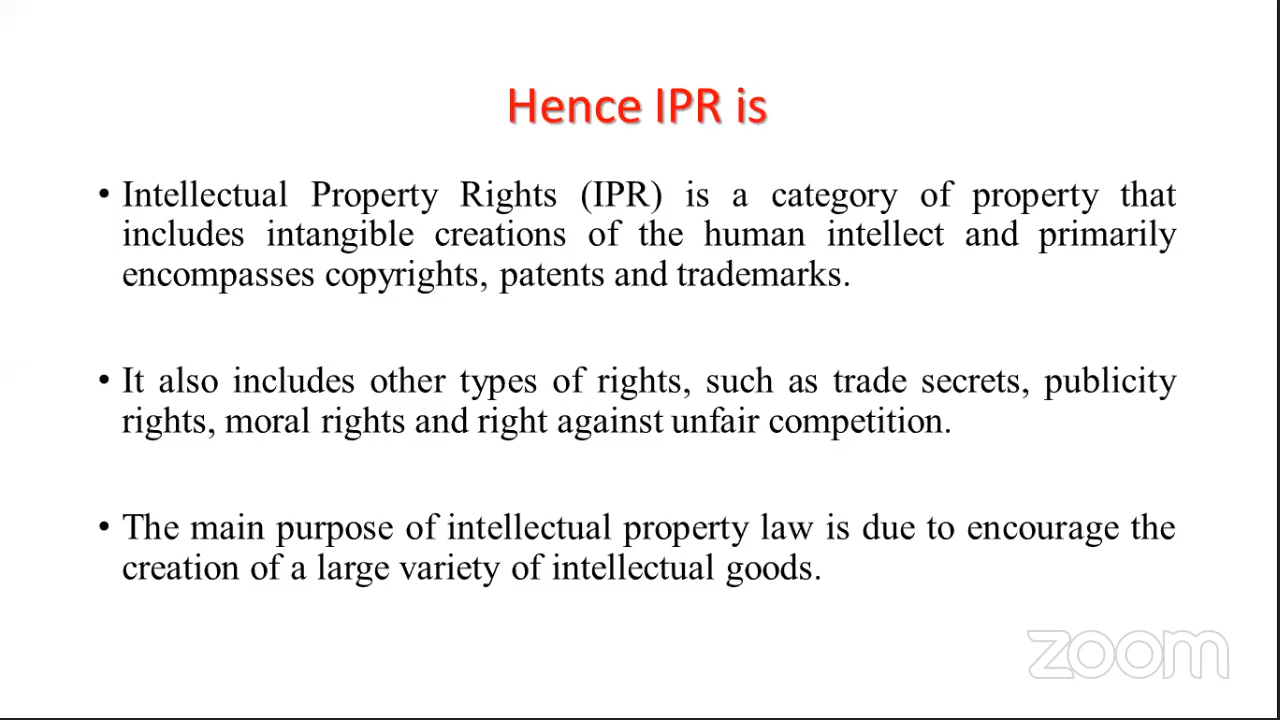 Hence IPR is
• Intellectual Property Rights (IPR) is a category of property that
includes intangible creations of the human intellect and primarily
encompasses copyrights, patents and trademarks.
• It also includes other types of rights, such as trade secrets, publicity
rights, moral rights and right against unfair competition.
• The main purpose of intellectual property law is due to encourage the
creation of a large variety of intellectual goods.
zoom